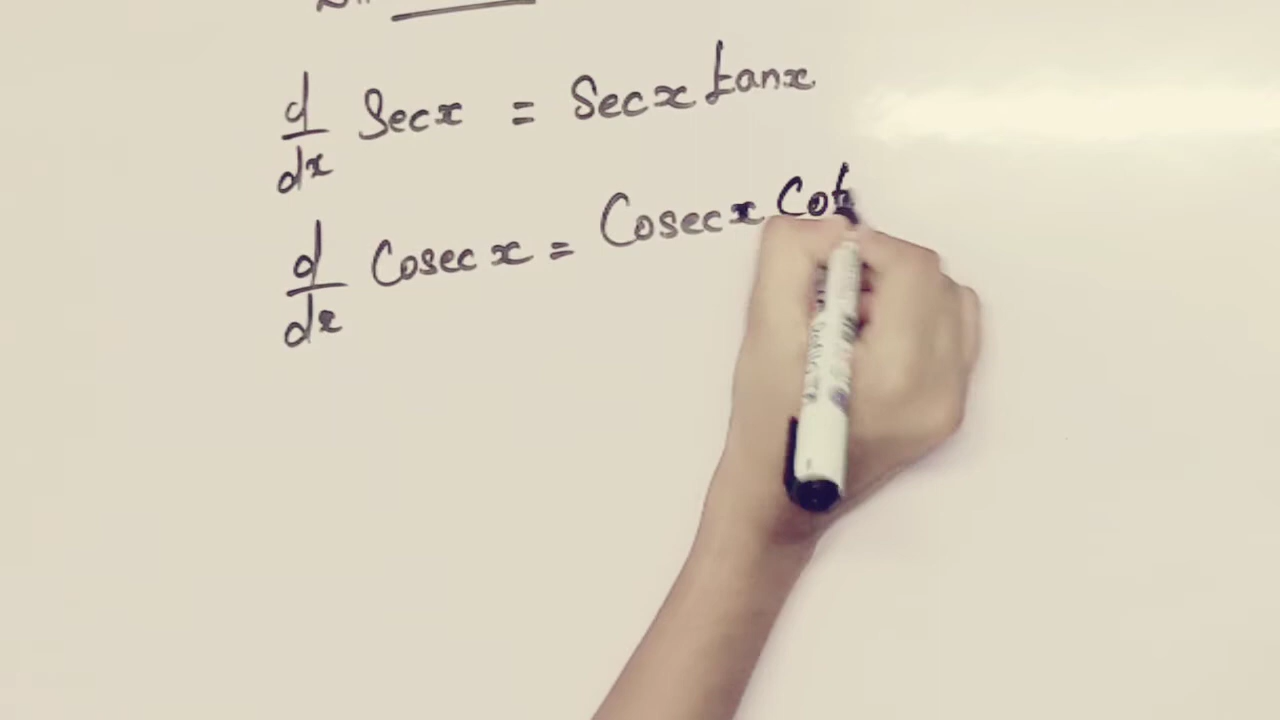 d/dx Secx = Secx tanx
d/dx Cosec x = Cosec x Cot